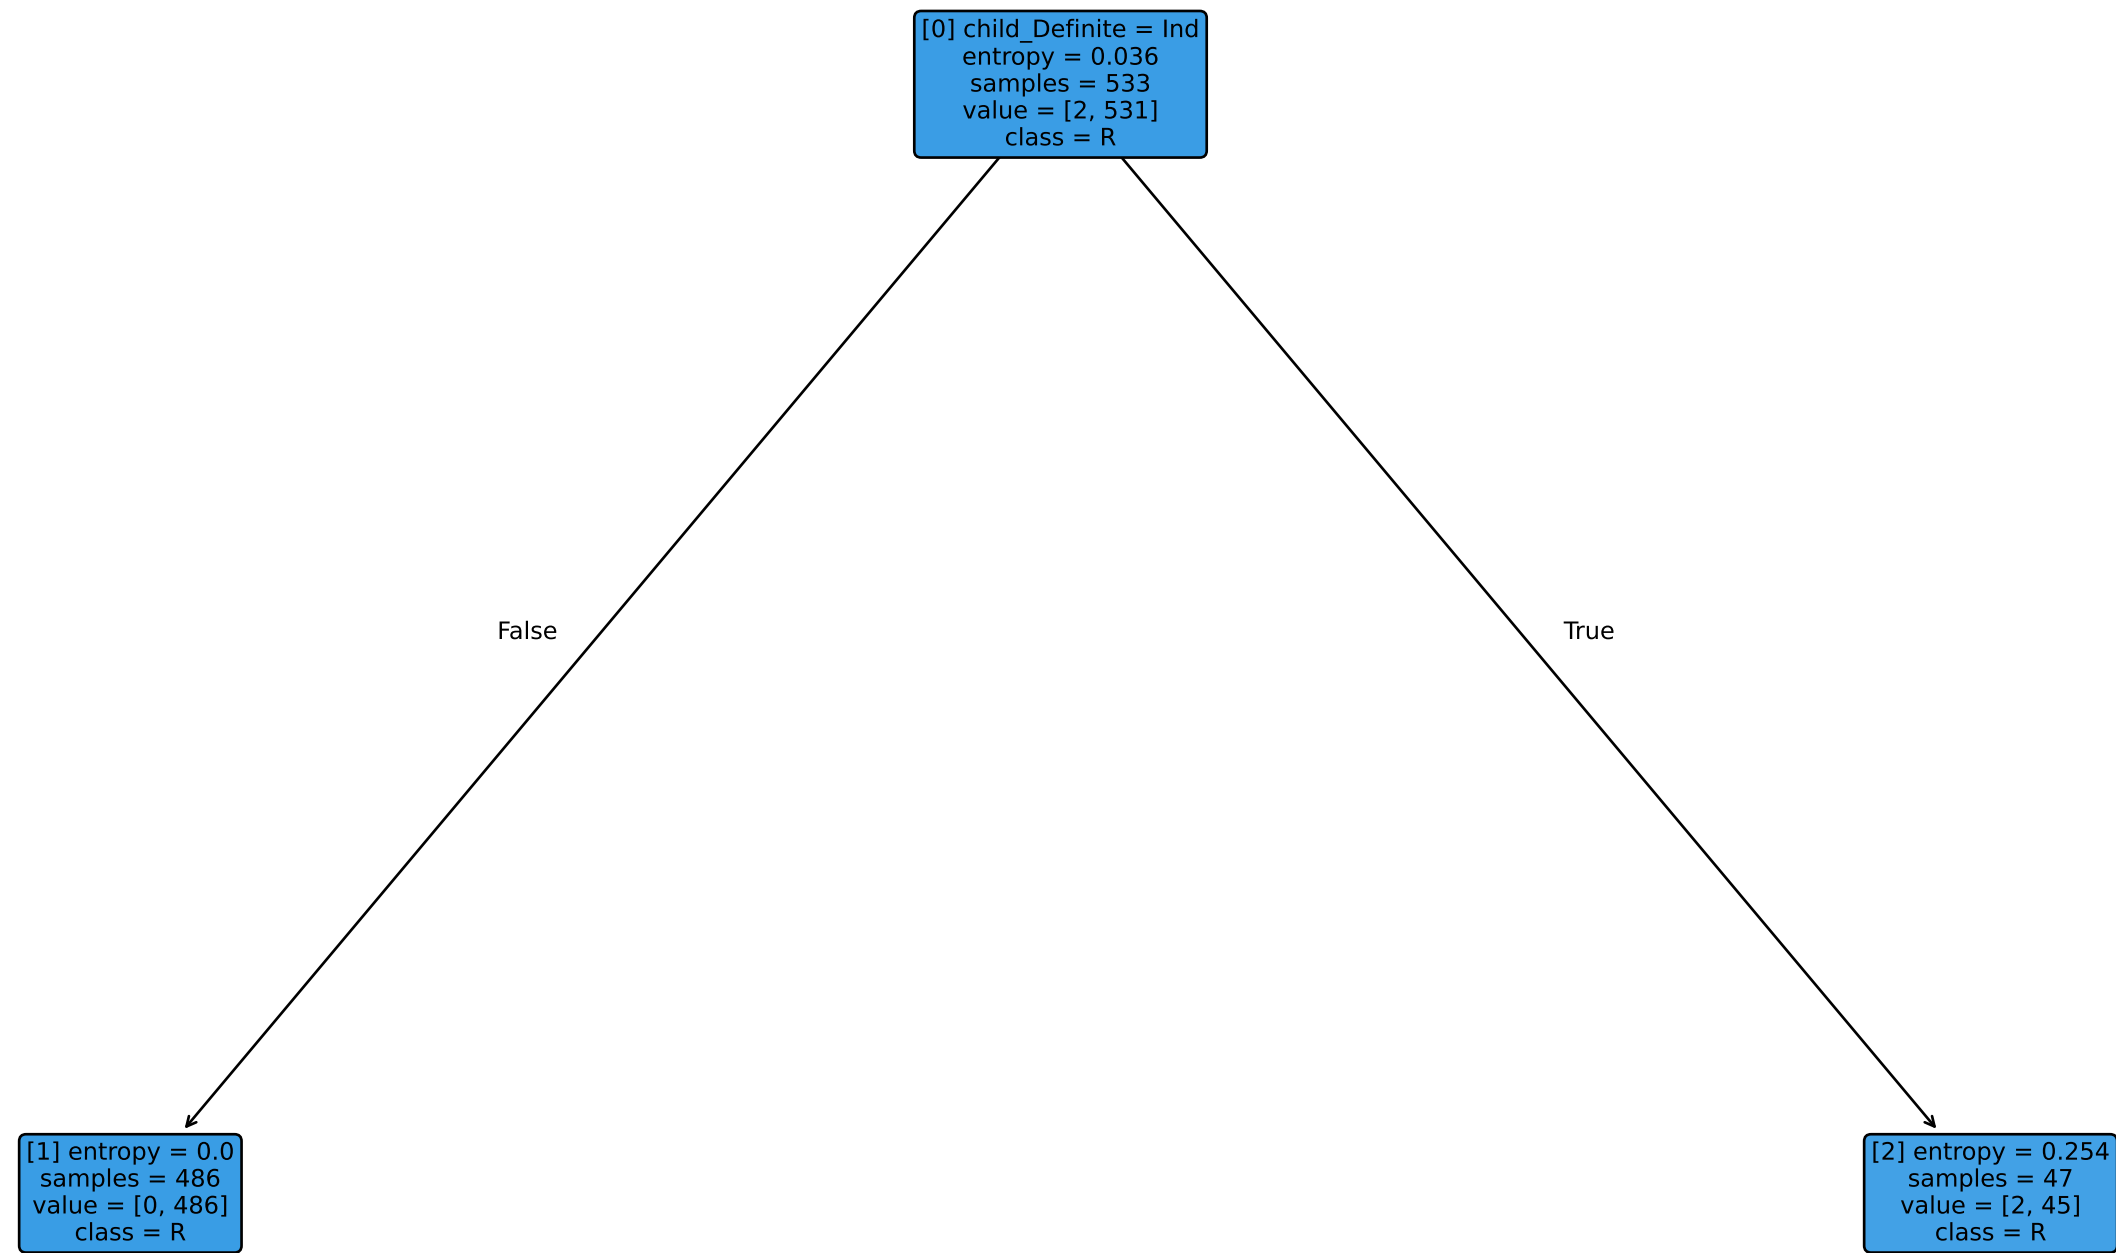 [0] child_Definite = Ind
entropy = 0.036
samples = 533
value = [2, 531]
class = R
False
True
[1] entropy = 0.0
samples = 486
value = [0, 486]
class = R
[2] entropy = 0.254
samples = 47
value = [2, 45]
class = R